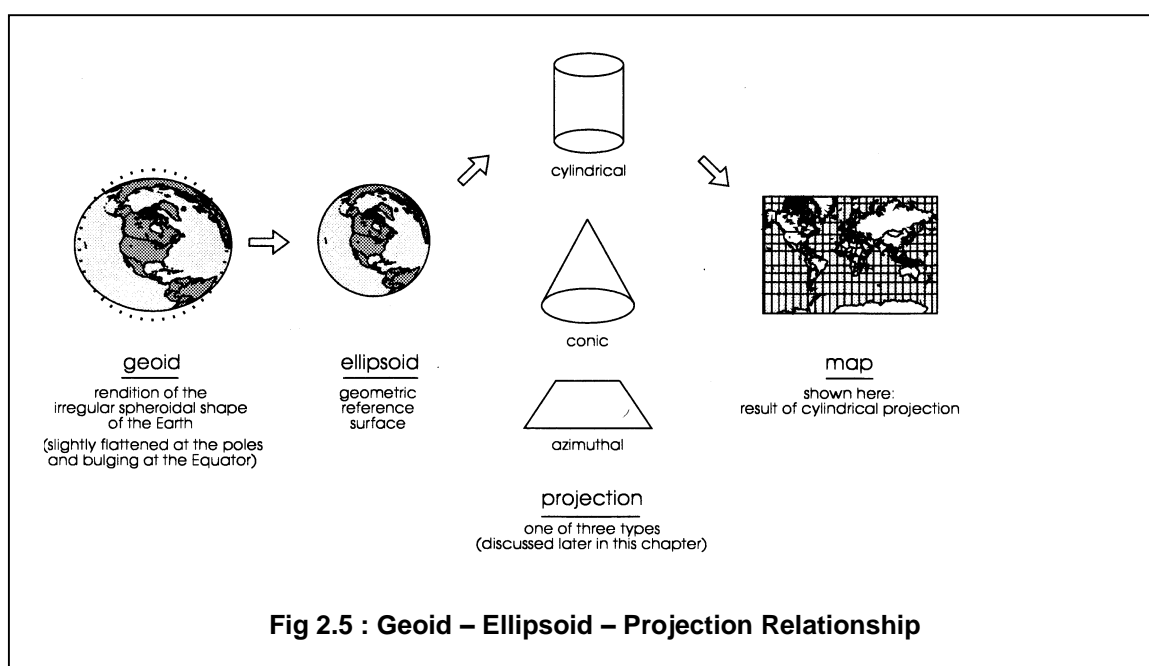 geoid
rendition of the
irregular spheroidal shape
of the Earth
(slightly flattened at the poles
and bulging at the Equator)
ellipsoid
geometric
reference
surface
cylindrical
conic
azimuthal
projection
one of three types
(discussed later in this chapter)
map
shown here:
result of cylindrical projection
Fig 2.5 : Geoid – Ellipsoid – Projection Relationship